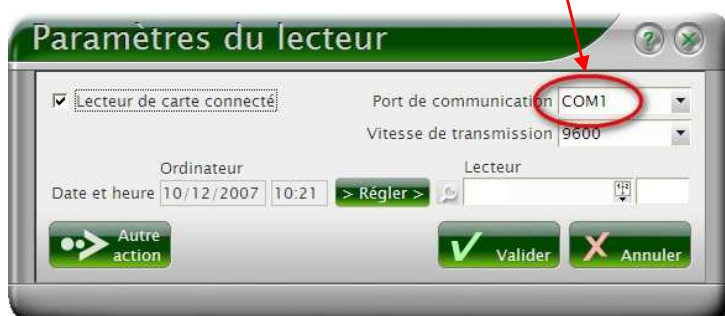 Paramètres du lecteur
Lecteur de carte connecté
Port de communication COM1
Vitesse de transmission 9600
Ordinateur Lecteur
Date et heure 10/12/2007 10:21 > Régler >
Autre action
Valider
Annuler